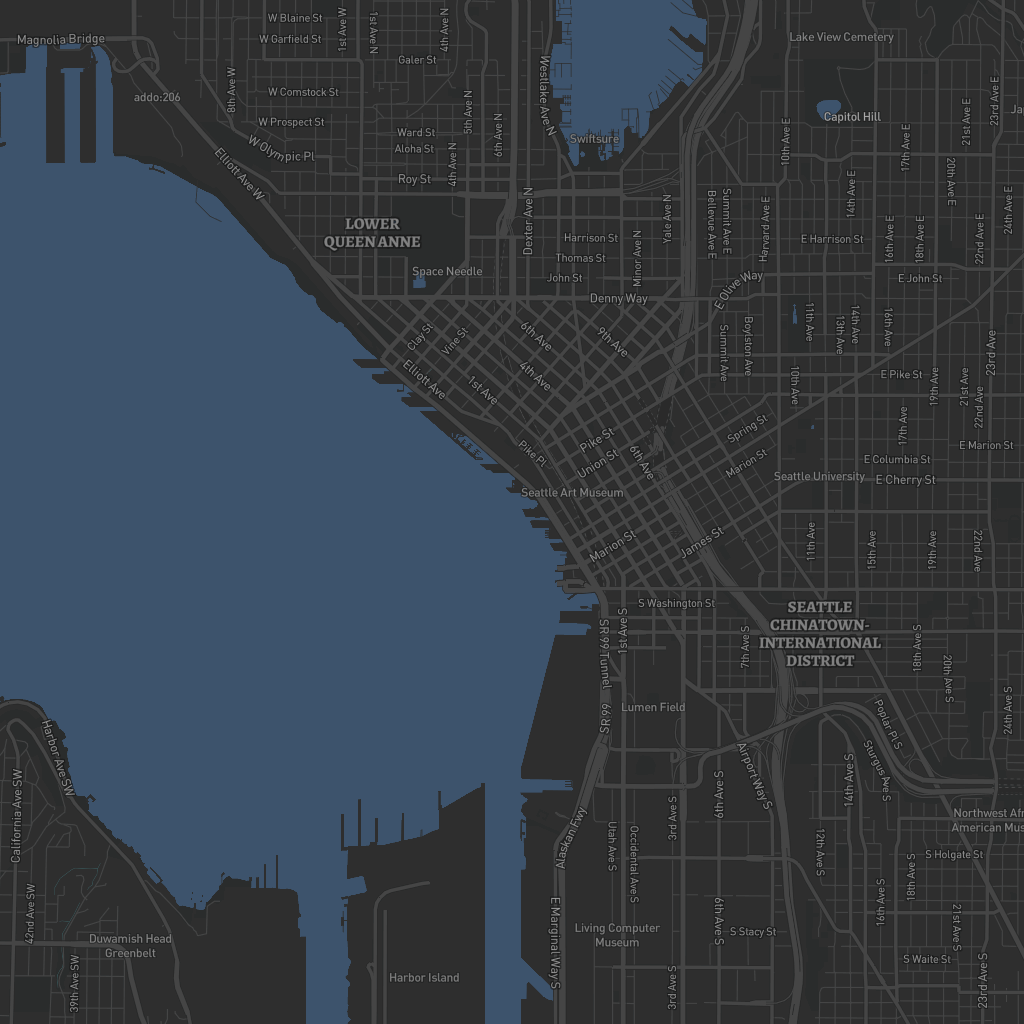 W Blaine St
1st Ave W
1st Ave N
4th Ave N
Magnolia Bridge
W Garfield St
Lake View Cemetery
Galer St
Westlake Ave N
addo:206
8th Ave W
W Comstock St
5th Ave N
6th Ave N
23rd Ave E
21st Ave E
Capitol Hill
W Prospect St
Ward St
Aloha St
Swiftsure
10th Ave E
17th Ave E
W Olympic Pl
Elliott Ave W
4th Ave N
Roy St
20th Ave E
14th Ave E
24th Ave E
Dexter Ave N
Yale Ave N
Bellevue Ave E
Summit Ave E
Harvard Ave E
LOWER
QUEEN ANNE
Harrison St
E Harrison St
16th Ave E
18th Ave E
22nd Ave E
Thomas St
Minor Ave N
Space Needle
John St
E John St
Denny Way
E Olive Way
Clay St
Vine St
6th Ave
9th Ave
Summit Ave
Boylston Ave
11th Ave
13th Ave
14th Ave
16th Ave
23rd Ave
Elliott Ave
1st Ave
4th Ave
10th Ave
E Pike St
19th Ave
21st Ave
22nd Ave
Pike St
Spring St
17th Ave
Pike Pl
Union St
6th Ave
Marion St
E Marion St
E Columbia St
Seattle University
E Cherry St
Seattle Art Museum
Marion St
James St
11th Ave
15th Ave
19th Ave
22nd Ave
S Washington St
SEATTLE
CHINATOWN-
INTERNATIONAL
DISTRICT
SR 99 Tunnel
1st Ave S
7th Ave S
18th Ave S
20th Ave S
24th Ave S
SR 99
Lumen Field
Poplar Pl S
Harbor Ave SW
California Ave SW
Airport Way S
Sturgus Ave S
14th Ave S
6th Ave S
3rd Ave S
Alaskan Fwy
Utah Ave S
Occidental Ave S
12th Ave S
Northwest Afr
American Mus
S Holgate St
18th Ave S
16th Ave S
42nd Ave SW
Duwamish Head
Greenbelt
39th Ave SW
Harbor Island
E Marginal Way S
Living Computer
Museum
6th Ave S
S Stacy St
21st Ave S
S Waite St
3rd Ave S
23rd Ave S